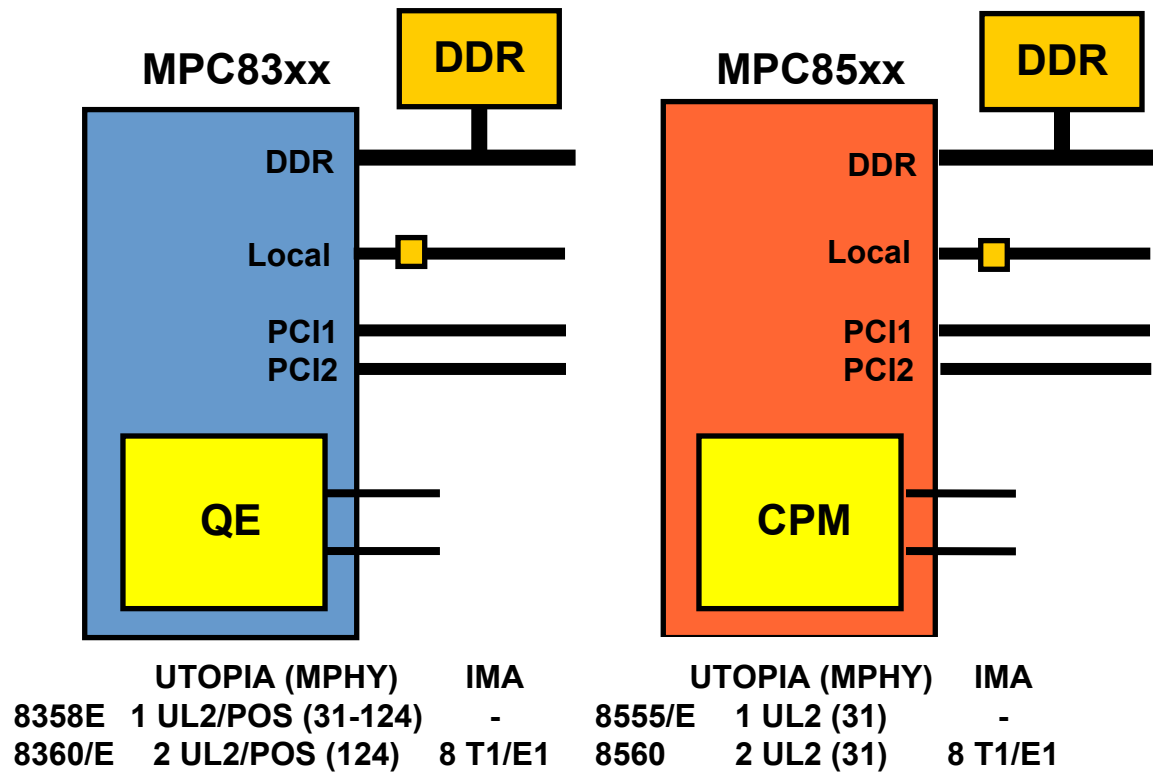 MPC83xx
DDR
DDR
Local
PCI1
PCI2
QE
UTOPIA (MPHY) IMA
8358E 1 UL2/POS (31-124) -
8360/E 2 UL2/POS (124) 8 T1/E1
MPC85xx
DDR
DDR
Local
PCI1
PCI2
CPM
UTOPIA (MPHY) IMA
8555/E 1 UL2 (31) -
8560 2 UL2 (31) 8 T1/E1